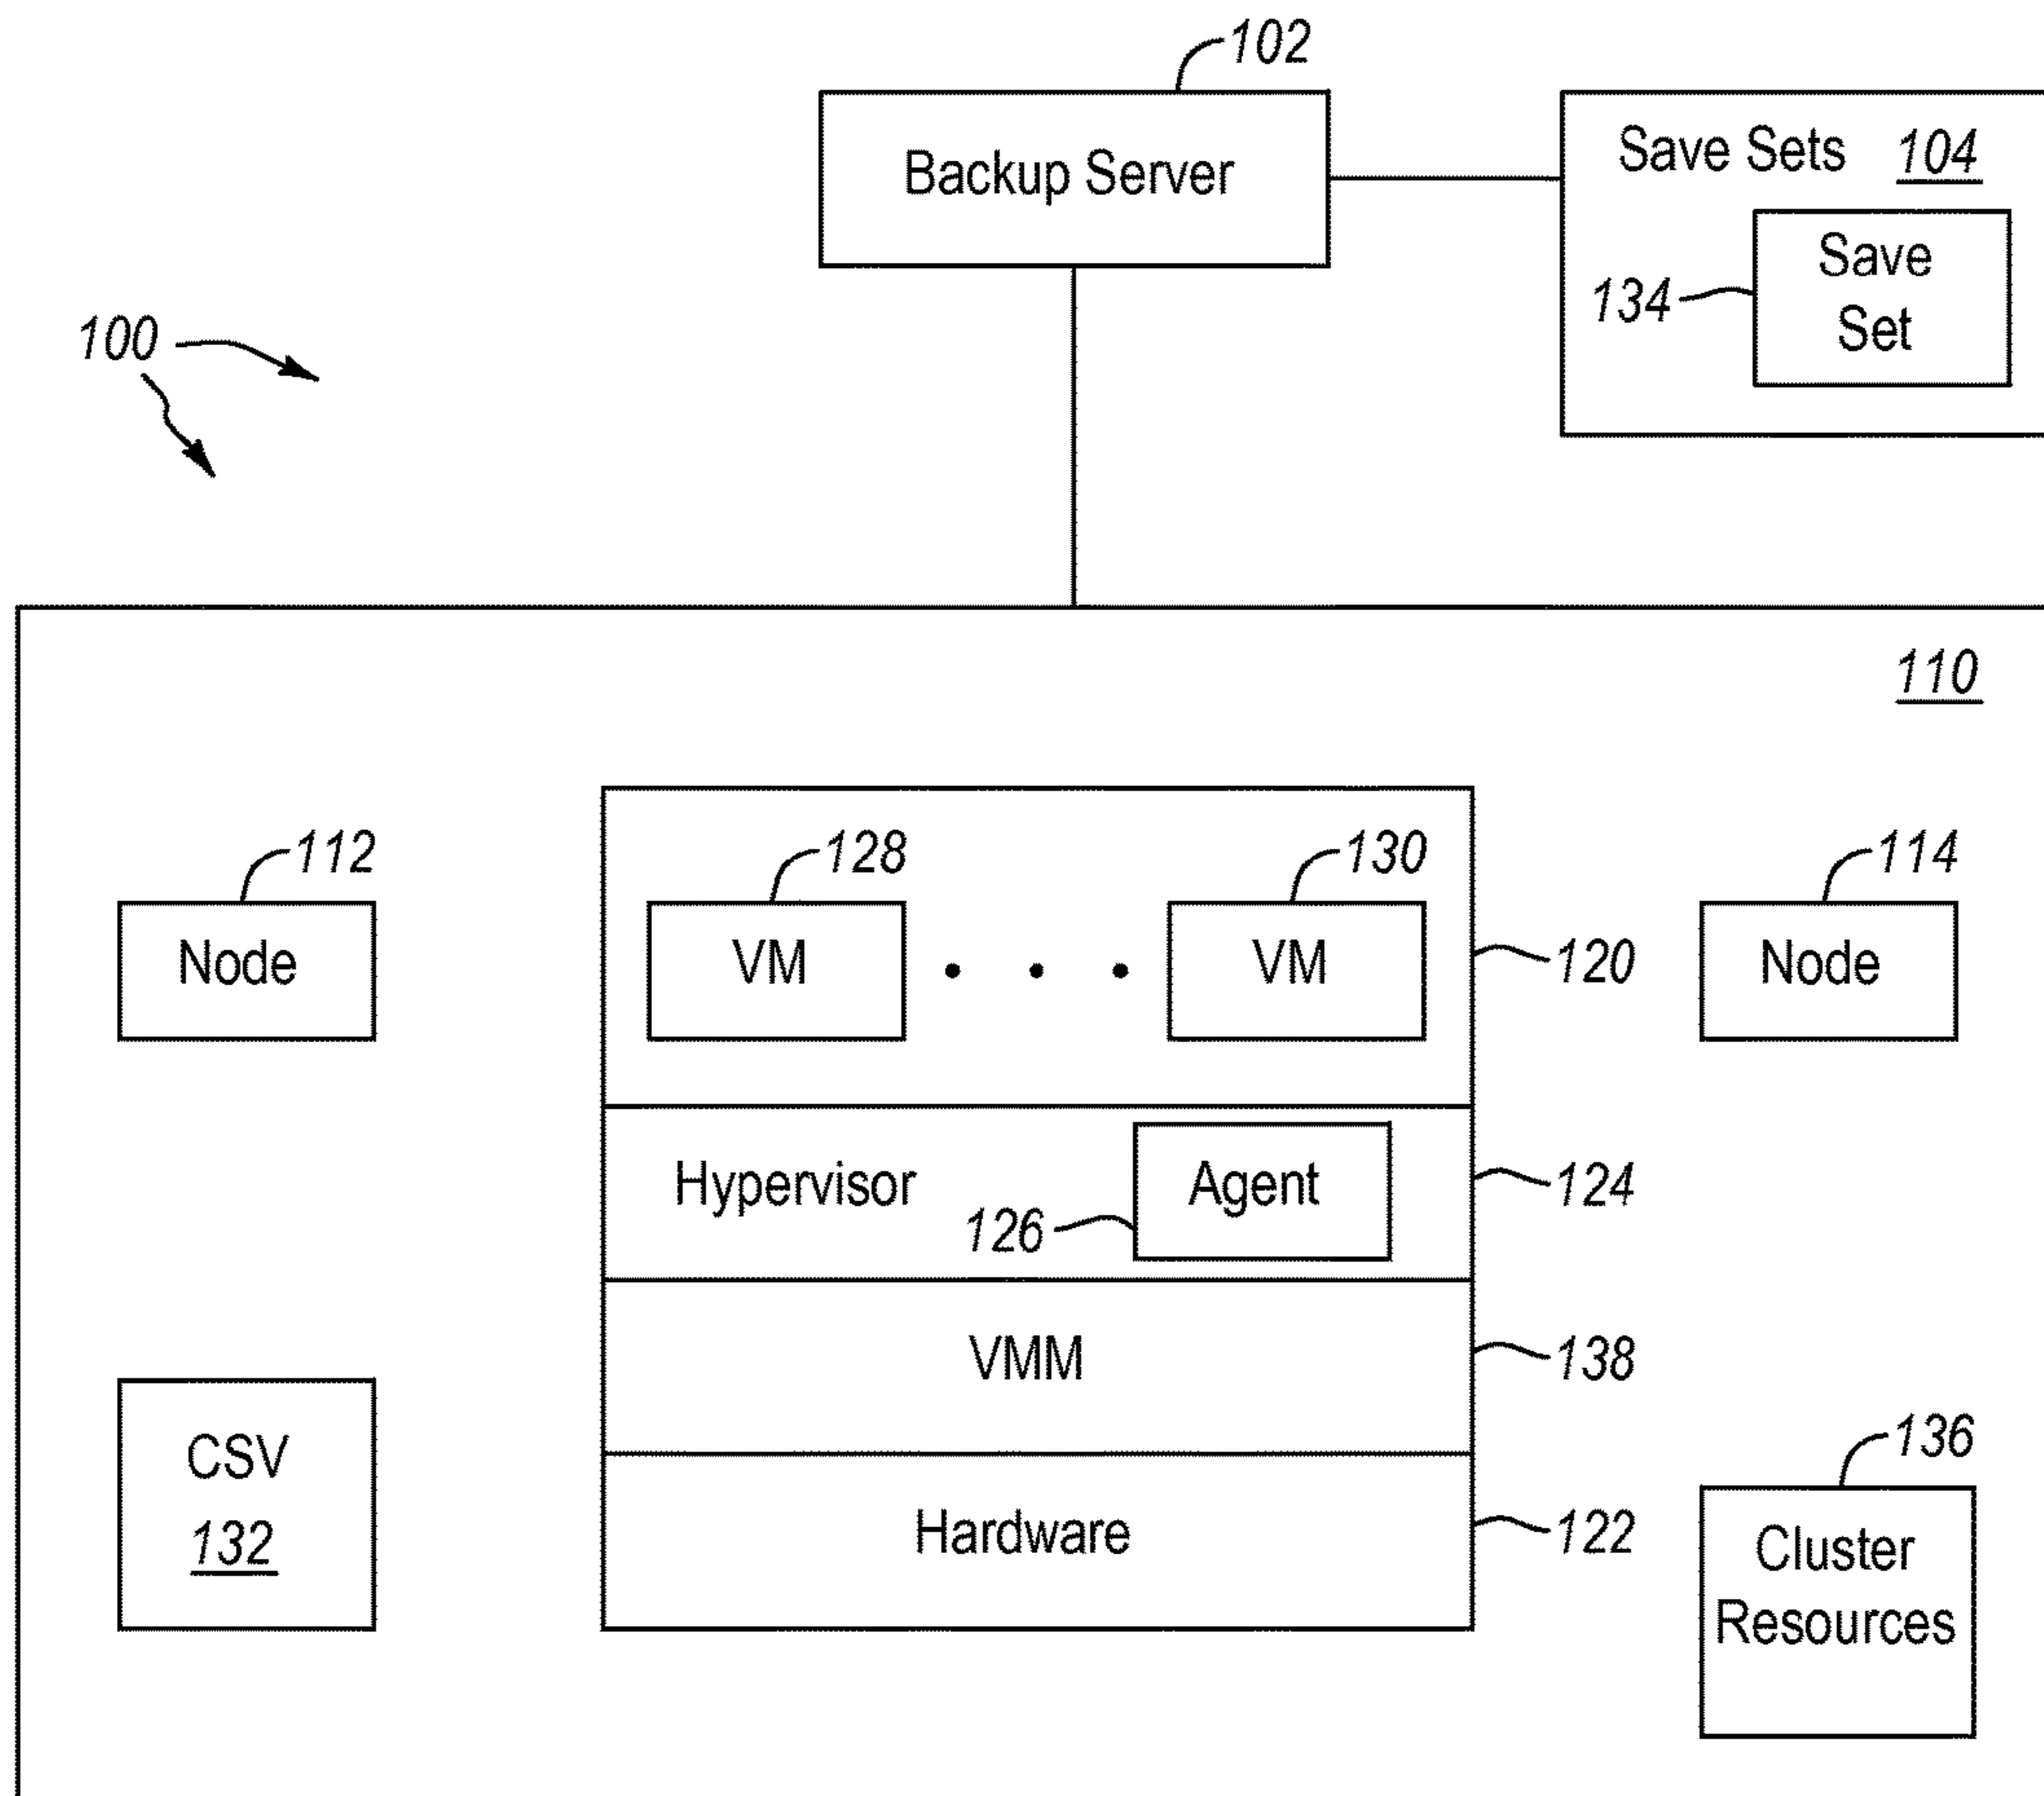 102
Backup Server
Save Sets 104
Save
Set
134
100
110
112
Node
128
VM
130
VM
120
114
Node
Hypervisor
Agent
126
124
VMM
138
CSV
132
Hardware
122
136
Cluster
Resources